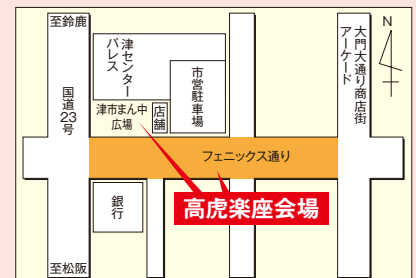 至鈴鹿
国道23号
至松阪
津センター
パレス
市営駐車場
津市まん中
広場
店舗
フェニックス通り
銀行
高虎楽座会場
大門大通り商店街
アーケード
N